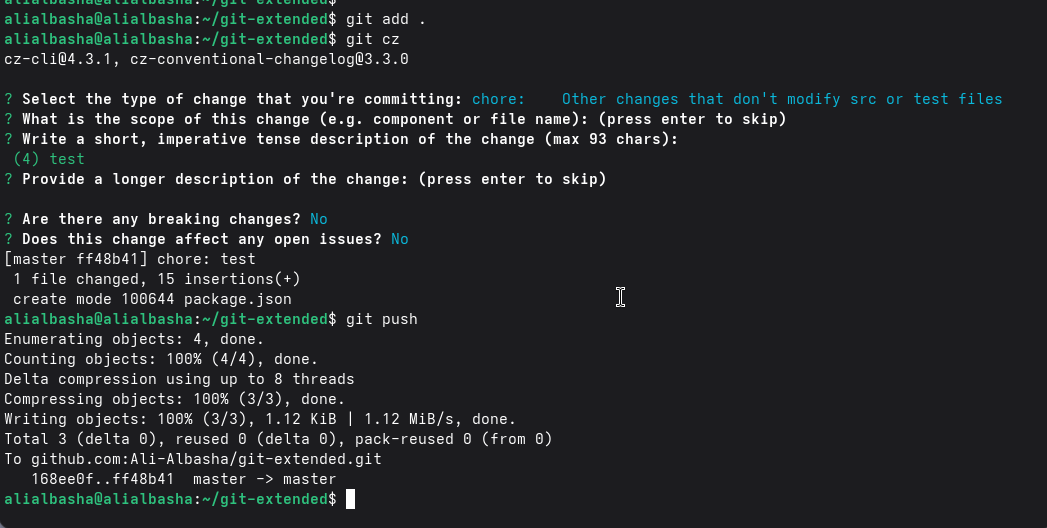 alialbasha@alialbasha:~/git-extended$
alialbasha@alialbasha:~/git-extended$ git add .
alialbasha@alialbasha:~/git-extended$ git cz
cz-cli@4.3.1, cz-conventional-changelog@3.3.0
? Select the type of change that you're committing: chore:    Other changes that don't modify src or test files
? What is the scope of this change (e.g. component or file name): (press enter to skip)
? Write a short, imperative tense description of the change (max 93 chars):
 (4) test
? Provide a longer description of the change: (press enter to skip)
? Are there any breaking changes? No
? Does this change affect any open issues? No
[master ff48b41] chore: test
 1 file changed, 15 insertions(+)
 create mode 100644 package.json
alialbasha@alialbasha:~/git-extended$ git push
Enumerating objects: 4, done.
Counting objects: 100% (4/4), done.
Delta compression using up to 8 threads
Compressing objects: 100% (3/3), done.
Writing objects: 100% (3/3), 1.12 KiB | 1.12 MiB/s, done.
Total 3 (delta 0), reused 0 (delta 0), pack-reused 0 (from 0)
To github.com:Ali-Albasha/git-extended.git
   168ee0f..ff48b41  master -> master
alialbasha@alialbasha:~/git-extended$